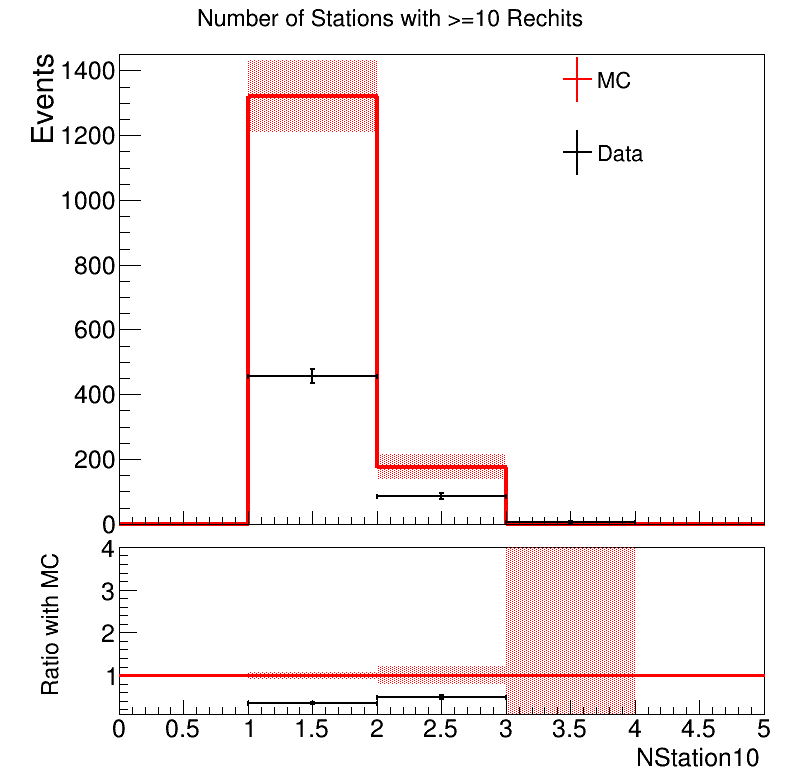 Number of Stations with >=10 Rechits
Events
1400
1200
1000
800
600
400
200
0
MC
Data
Ratio with MC
4
3
2
1
0 0.5 1 1.5 2 2.5 3 3.5 4 4.5 5
NStation10